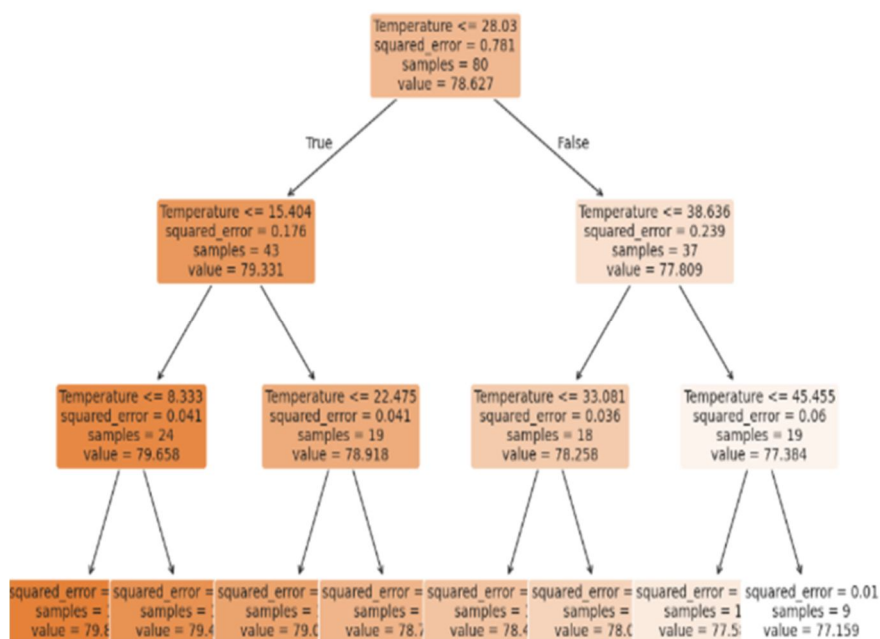 Temperature <= 28.03
squared_error = 0.781
samples = 80
value = 78.627
True
False
Temperature <= 15.404
squared_error = 0.176
samples = 43
value = 79.331
Temperature <= 38.636
squared_error = 0.239
samples = 37
value = 77.809
Temperature <= 8.333
squared_error = 0.041
samples = 24
value = 79.658
Temperature <= 22.475
squared_error = 0.041
samples = 19
value = 78.918
Temperature <= 33.081
squared_error = 0.036
samples = 18
value = 78.258
Temperature <= 45.455
squared_error = 0.06
samples = 19
value = 77.384
squared_error =
samples =
value =
squared_error =
samples =
value =
squared_error =
samples =
value =
squared_error =
samples =
value =
squared_error =
samples =
value =
squared_error =
samples =
value =
squared_error =
samples =
value =
squared_error = 0.01
samples = 9
value = 77.159